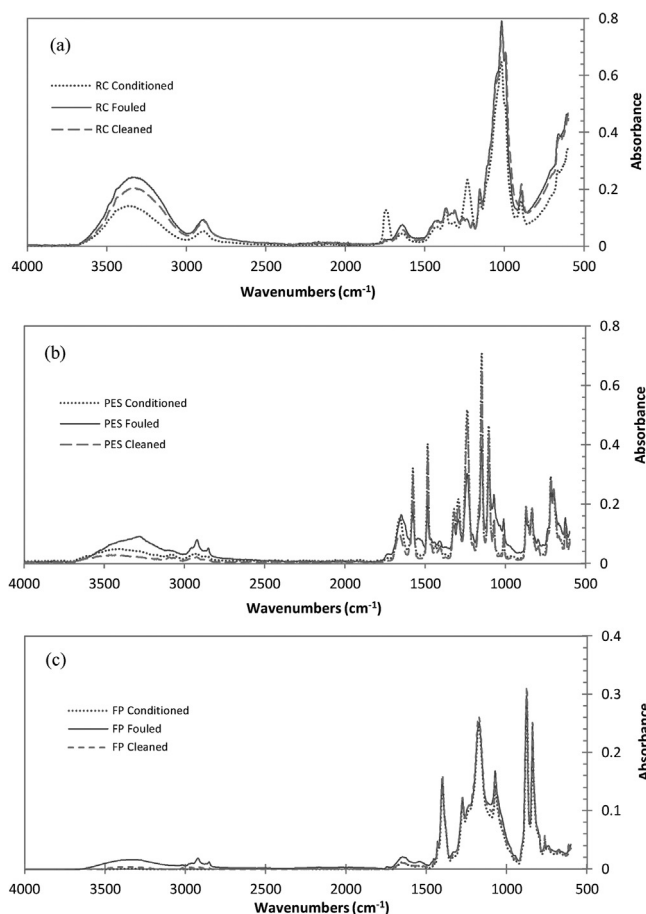 (a)
RC Conditioned
RC Fouled
RC Cleaned
0.8
0.6
0.4
0.2
0
Absorbance
4000 3500 3000 2500 2000 1500 1000 500
Wavenumbers (cm-1)
(b)
PES Conditioned
PES Fouled
PES Cleaned
0.8
0.6
0.4
0.2
0
Absorbance
4000 3500 3000 2500 2000 1500 1000 500
Wavenumbers (cm-1)
(c)
FP Conditioned
FP Fouled
FP Cleaned
0.4
0.3
0.2
0.1
0
Absorbance
4000 3500 3000 2500 2000 1500 1000 500
Wavenumbers (cm-1)